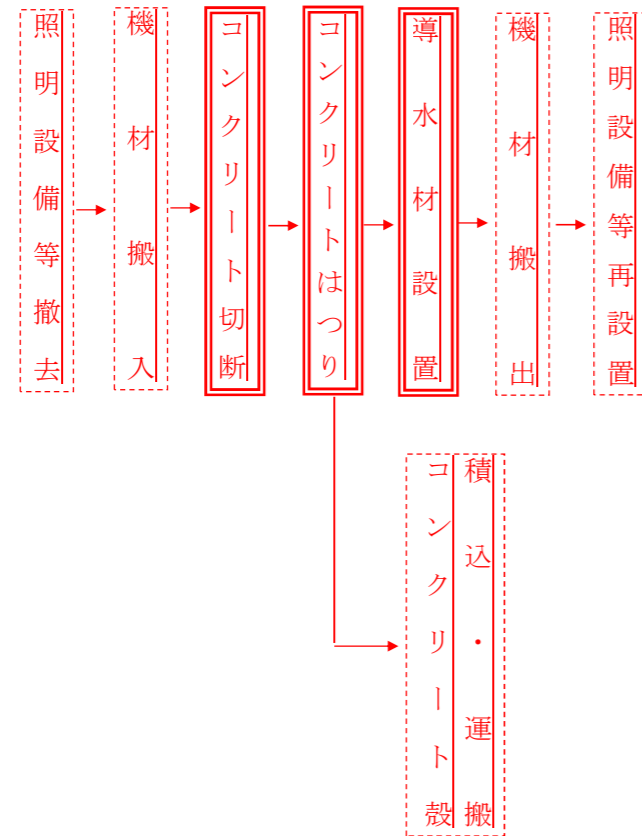 照明設備等撤去
機材搬入
コンクリート切断
コンクリートはつり
導水材設置
機材搬出
照明設備等再設置
コンクリート殻
積込・運搬